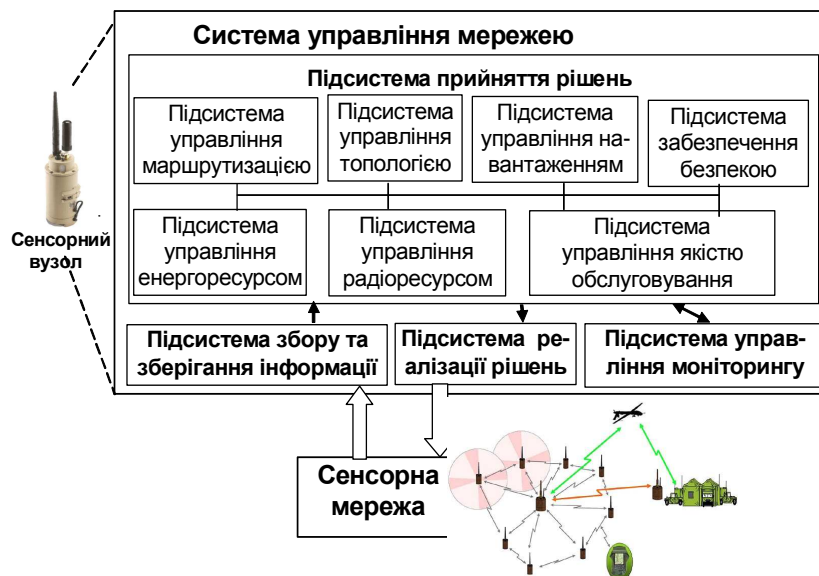 Система управління мережею
Підсистема прийняття рішень
Підсистема
управління
маршрутизацією
Підсистема
управління
топологією
Підсистема
управління на-
вантаженням
Підсистема
забезпечення
безпекою
Сенсорний
вузол
Підсистема
управління
енергоресурсом
Підсистема
управління
радіоресурсом
Підсистема
управління якістю
обслуговування
Підсистема збору та
зберігання інформації
Підсистема ре-
алізації рішень
Підсистема управ-
ління моніторингу
Сенсорна
мережа